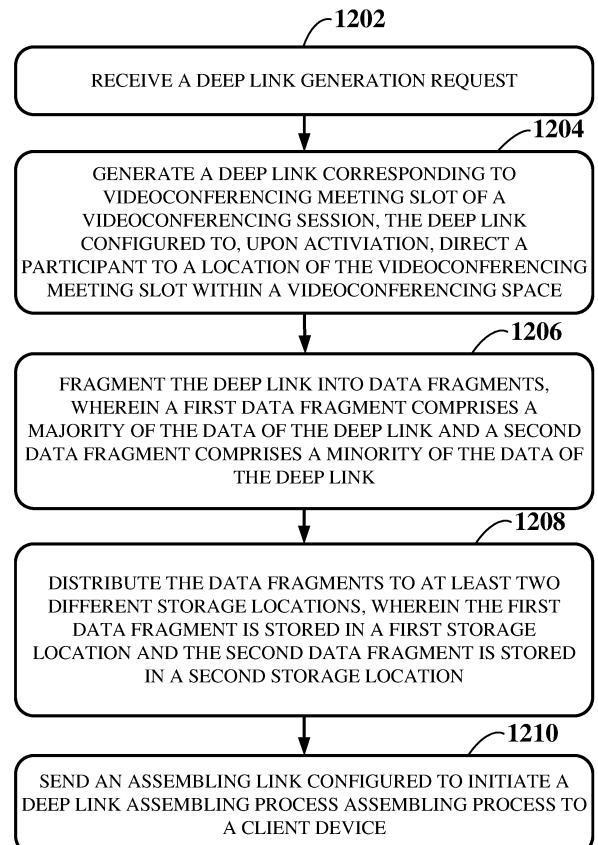 1202
RECEIVE A DEEP LINK GENERATION REQUEST
1204
GENERATE A DEEP LINK CORRESPONDING TO
VIDEOCONFERENCING MEETING SLOT OF A
VIDEOCONFERENCING SESSION, THE DEEP LINK
CONFIGURED TO, UPON ACTIVIATION, DIRECT A
PARTICIPANT TO A LOCATION OF THE VIDEOCONFERENCING
MEETING SLOT WITHIN A VIDEOCONFERENCING SPACE
1206
FRAGMENT THE DEEP LINK INTO DATA FRAGMENTS,
WHEREIN A FIRST DATA FRAGMENT COMPRISES A
MAJORITY OF THE DATA OF THE DEEP LINK AND A SECOND
DATA FRAGMENT COMPRISES A MINORITY OF THE DATA OF
THE DEEP LINK
1208
DISTRIBUTE THE DATA FRAGMENTS TO AT LEAST TWO
DIFFERENT STORAGE LOCATIONS, WHEREIN THE FIRST
DATA FRAGMENT IS STORED IN A FIRST STORAGE
LOCATION AND THE SECOND DATA FRAGMENT IS STORED
IN A SECOND STORAGE LOCATION
1210
SEND AN ASSEMBLING LINK CONFIGURED TO INITIATE A
DEEP LINK ASSEMBLING PROCESS ASSEMBLING PROCESS TO
A CLIENT DEVICE